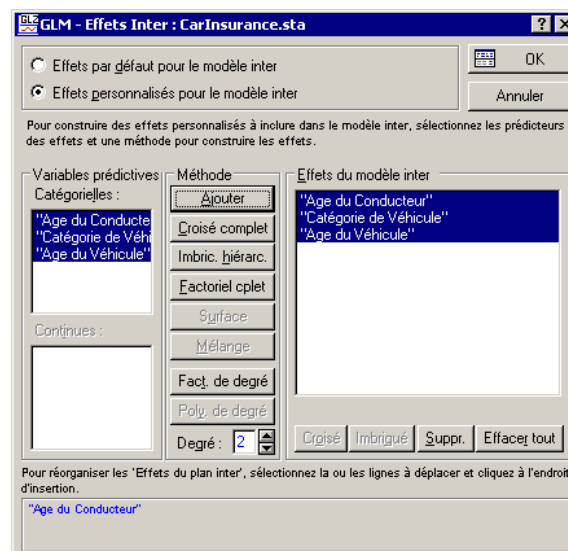 GLM - Effets Inter : CarInsurance.sta
Effets par défaut pour le modèle inter
Effets personnalisés pour le modèle inter
OK
Annuler
Pour construire des effets personnalisés à inclure dans le modèle inter, sélectionnez les prédicteurs
des effets et une méthode pour construire les effets.
Variables prédictives
Catégorielles :
"Age du Conducte
"Catégorie de Véhi
"Age du Véhicule"
Continues :
Méthode
Ajouter
Croisé complet
Imbric. hiérarc.
Factoriel cplet
Surface
Mélange
Fact. de degré
Poly. de degré
Degré : 2
Effets du modèle inter
"Age du Conducteur"
"Catégorie de Véhicule"
"Age du Véhicule"
Croisé Imbriqué Suppr. Effacer tout
Pour réorganiser les 'Effets du plan inter', sélectionnez la ou les lignes à déplacer et cliquez à l'endroit
d'insertion.
"Age du Conducteur"